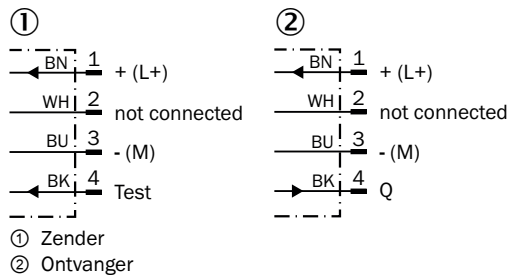 ① ②
BN 1 + (L+)
WH 2 not connected
BU 3 - (M)
BK 4 Test
BN 1 + (L+)
WH 2 not connected
BU 3 - (M)
BK 4 Q
① Zender
② Ontvanger